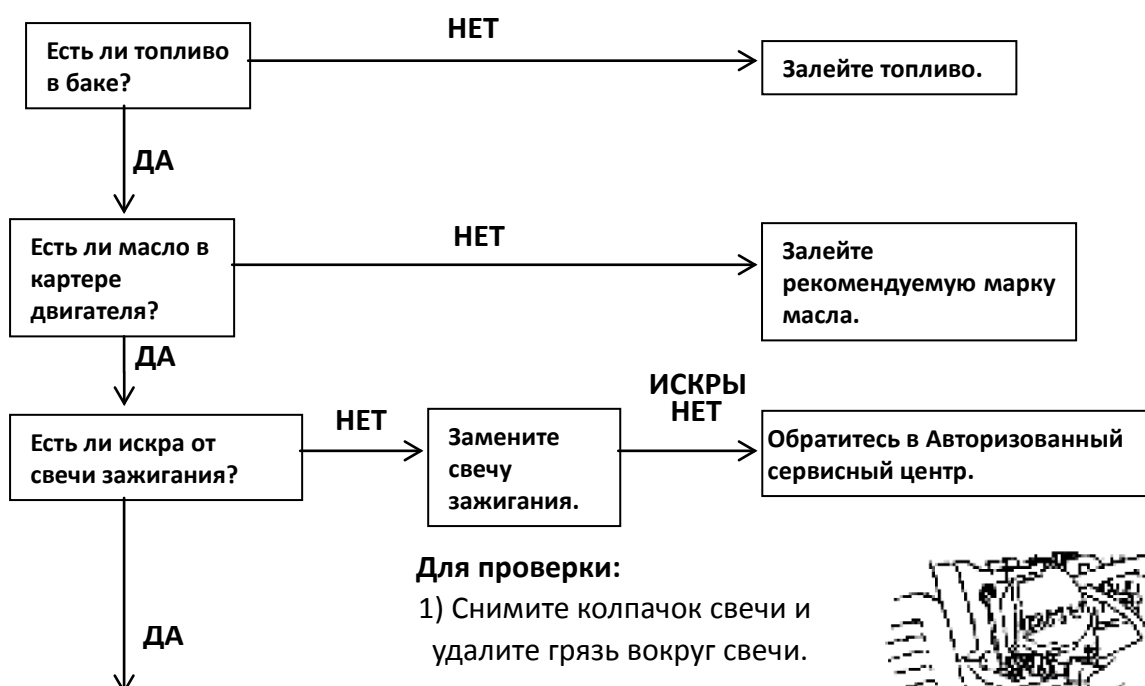 НЕТ
Есть ли топливо
в баке?
Залейте топливо.
ДА
Есть ли масло в
картере
двигателя?
НЕТ
Залейте
рекомендуемую марку
масла.
ДА
Есть ли искра от
свечи зажигания?
НЕТ
Замените
свечу
зажигания.
ИСКРЫ
НЕТ
Обратитесь в Авторизованный
сервисный центр.
Для проверки:
1) Снимите колпачок свечи и
удалите грязь вокруг свечи.
ДА